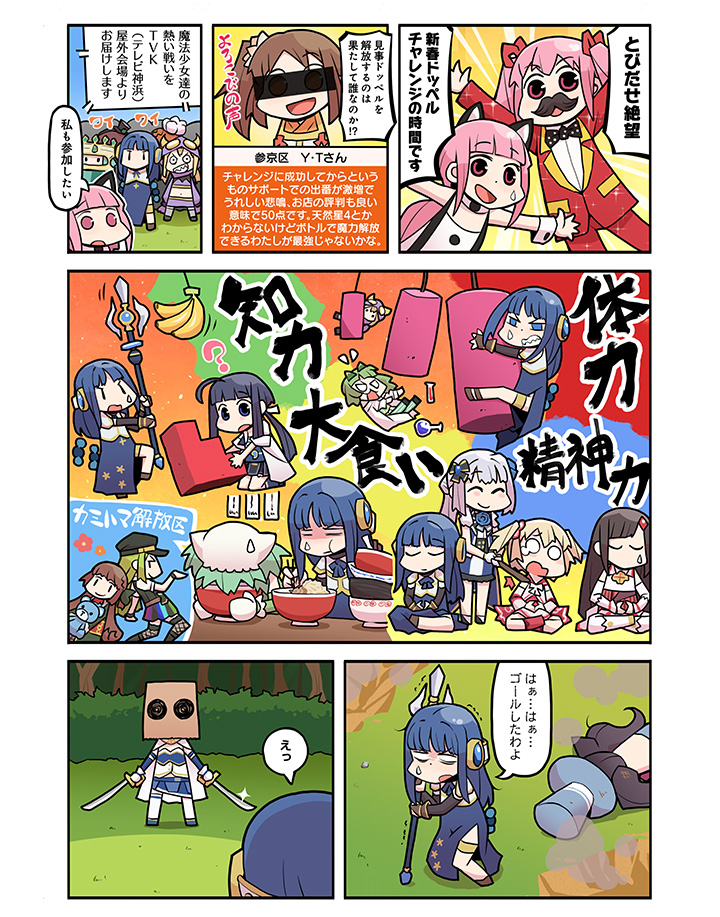 とびだせ絶望
新春ドッペル
チャレンジの時間です
見事ドッペルを
解放するのは
果たして誰なのか!?
よろこびの声
参京区 Y・Tさん
チャレンジに成功してからという
ものサポートでの出番が激増で
うれしい悲鳴、お店の評判も良い
意味で50点です。天然星4とか
わからないけどボトルで魔力解放
できるわたしが最強じゃないかな。
魔法少女達の
熱い戦いを
TVK
(テレビ神浜)
屋外会場より
お届けします
ワイ
ワイ
私も参加したい
体力
知力
?
大食い
精神力
カミハマ解放区
はぁ…はぁ…
ゴールしたわよ
えっ